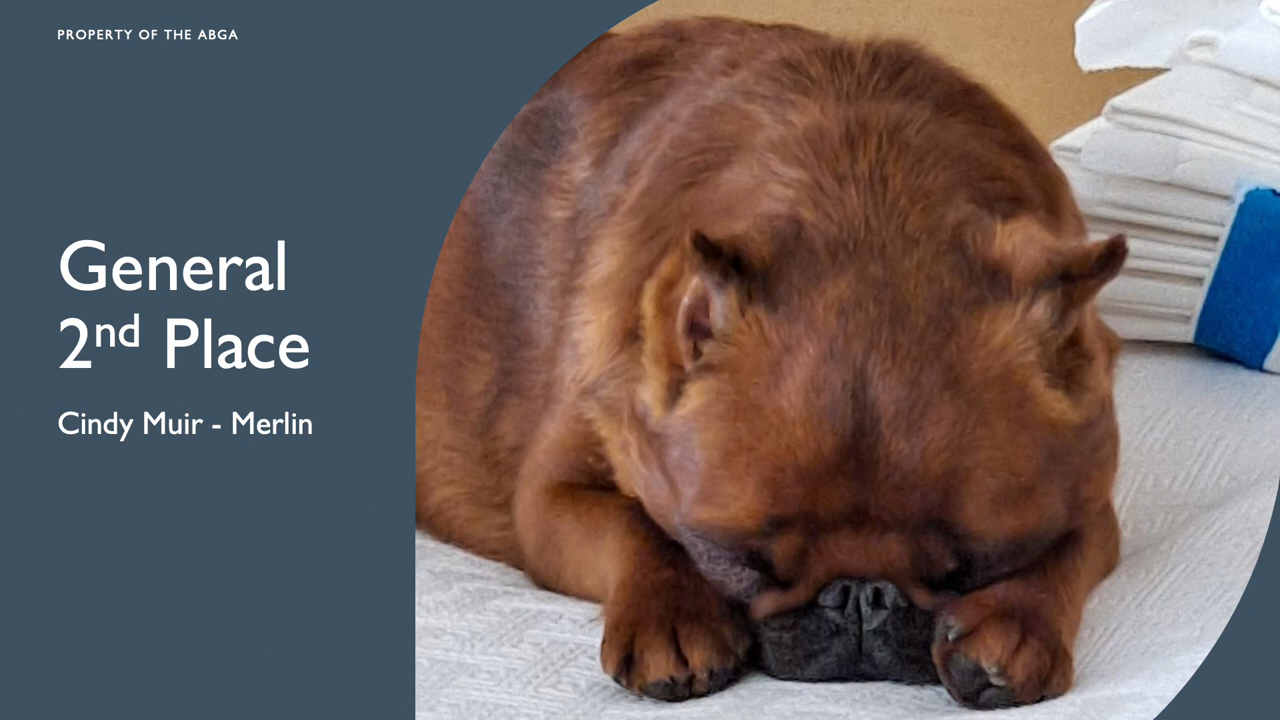 PROPERTY OF THE ABGA
General
2nd Place
Cindy Muir - Merlin